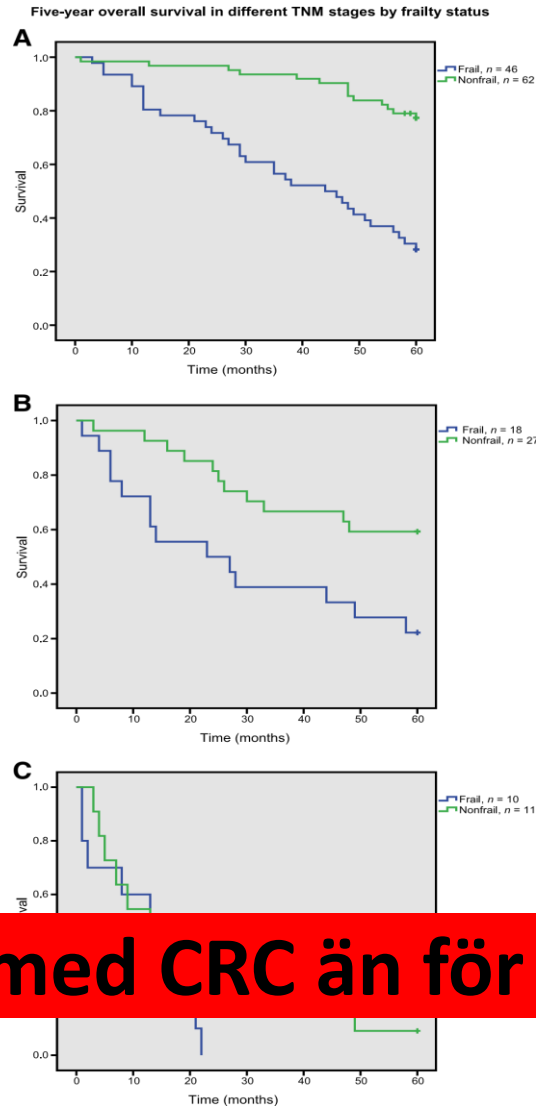 Five-year overall survival in different TNM stages by frailty status
A
Frail, n = 46
Nonfrail, n = 62
1.0
0.8
0.6
0.4
0.2
0.0
Survival
0 10 20 30 40 50 60
Time (months)
B
Frail, n = 18
Nonfrail, n = 27
1.0
0.8
0.6
0.4
0.2
0.0
Survival
0 10 20 30 40 50 60
Time (months)
C
Frail, n = 10
Nonfrail, n = 11
1.0
0.8
0.6
med CRC än för
0.0
0 10 20 30 40 50 60
Time (months)